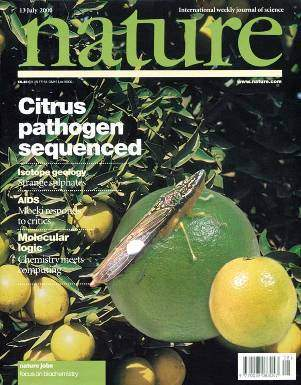 13 July 2000
International weekly journal of science
nature
www.nature.com
Citrus
pathogen
sequenced
Isotope geology
Strange sulphates
AIDS
Mbeki responds
to critics
Molecular
logic
Chemistry meets
computing
nature jobs
focus on biochemistry